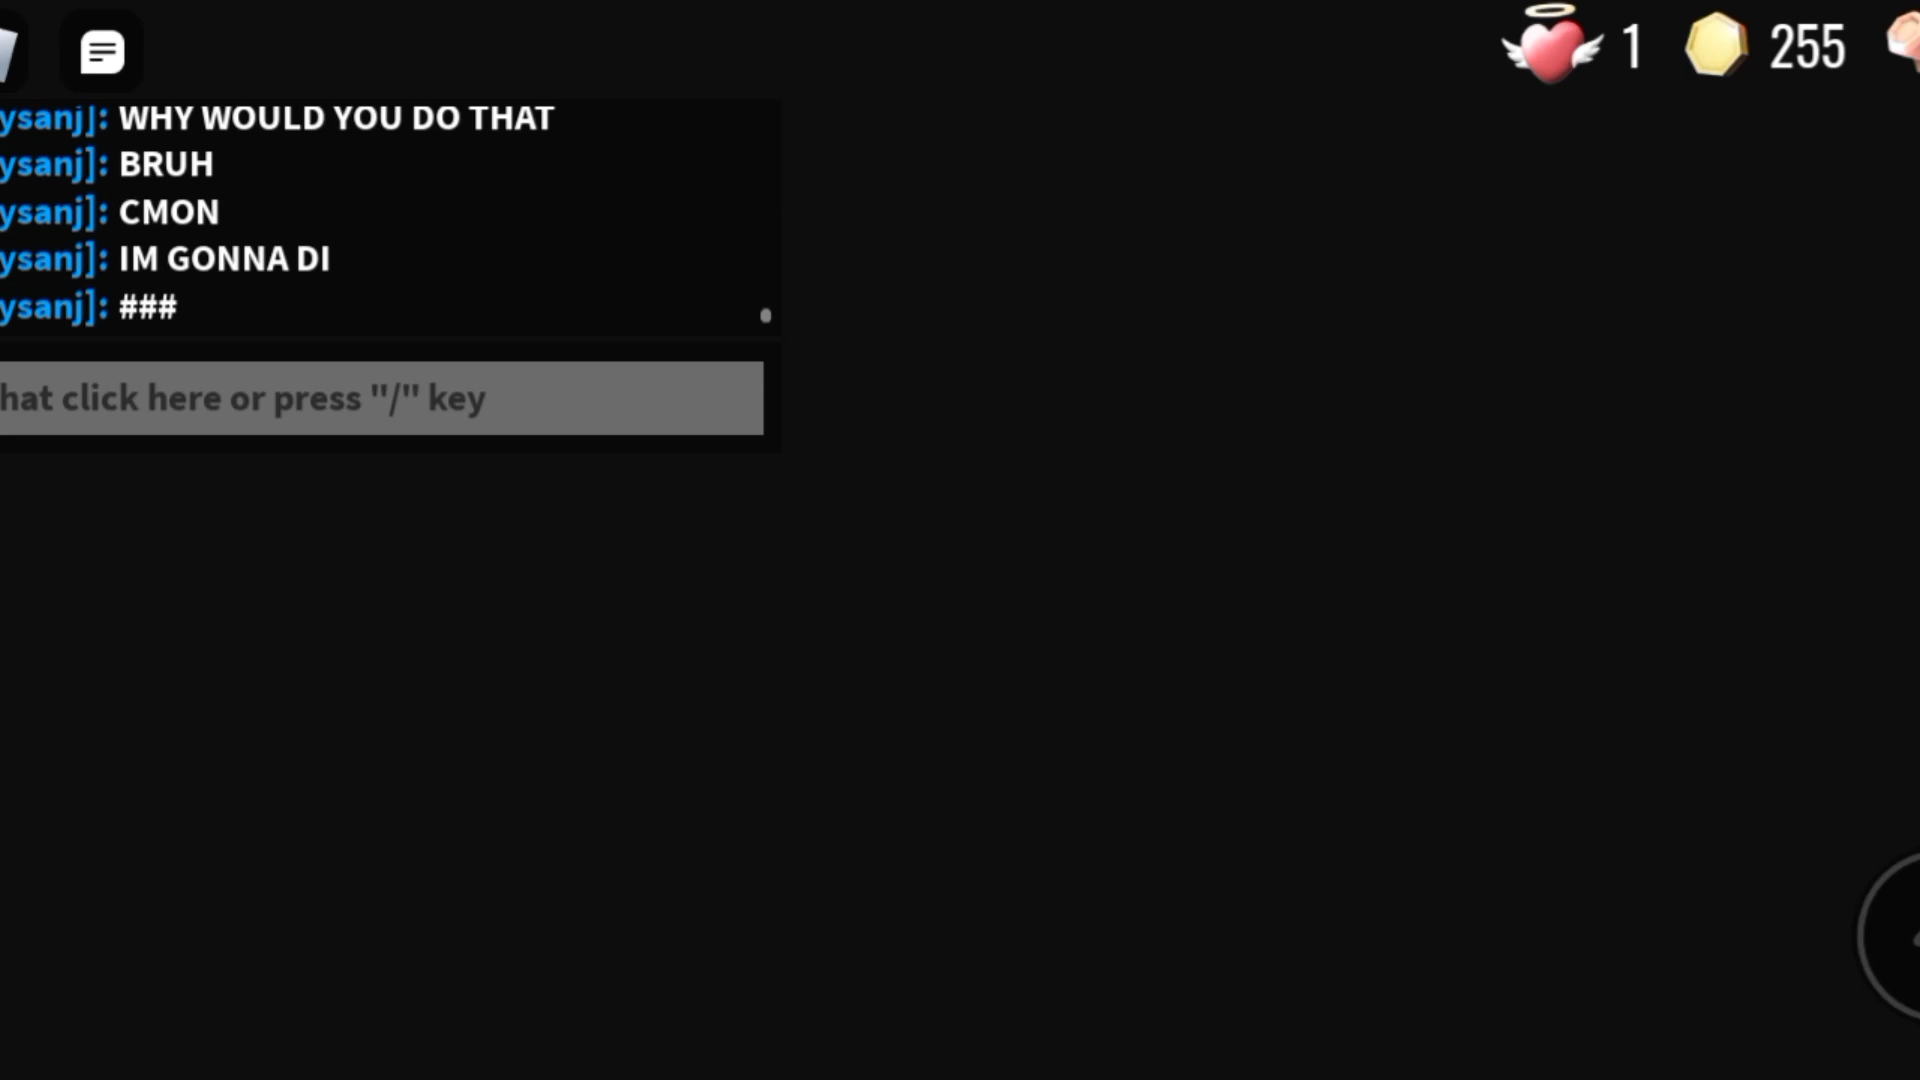 1 255
ysanj]: WHY WOULD YOU DO THAT
ysanj]: BRUH
ysanj]: CMON
ysanj]: IM GONNA DI
ysanj]: ###
hat click here or press "/" key